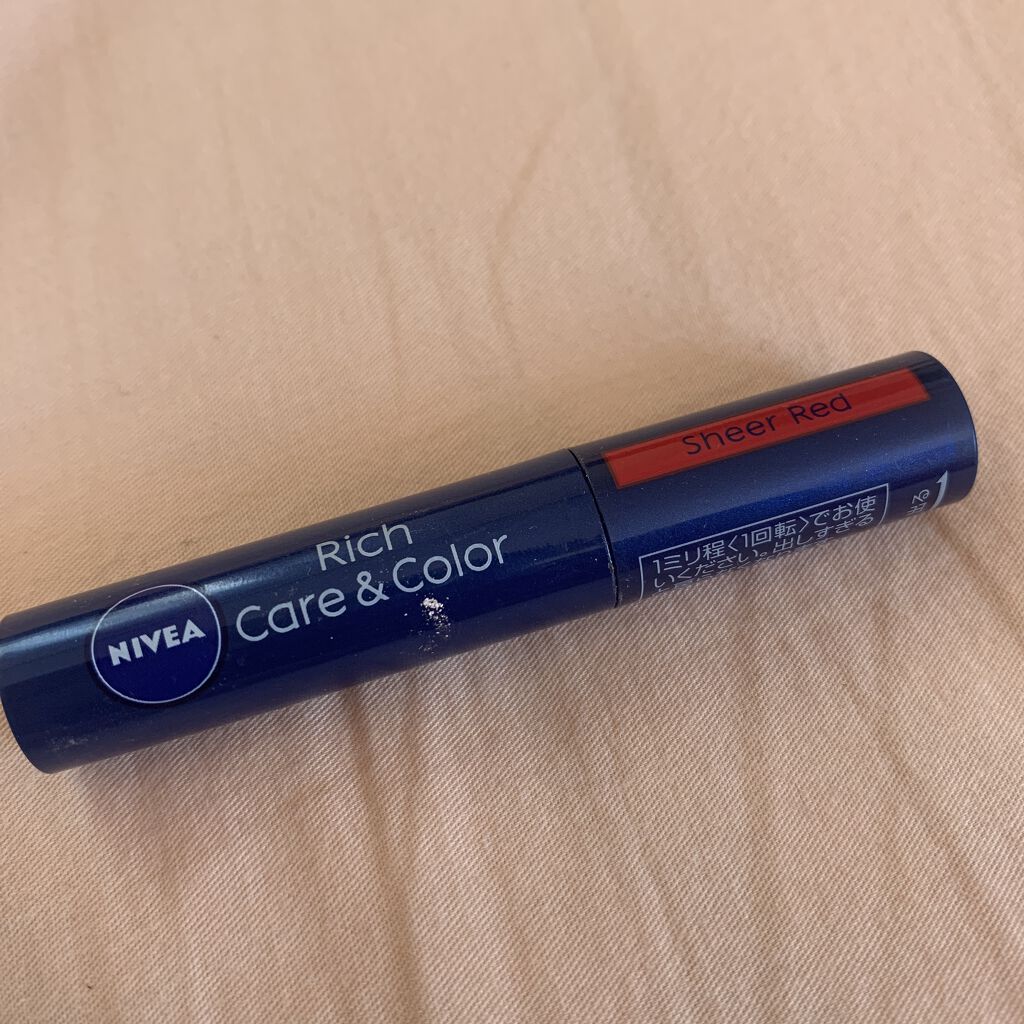 NIVEA
Rich
Care & Color
Sheer Red
1ミリ程〈1回転〉でお使
いください。出しすぎる